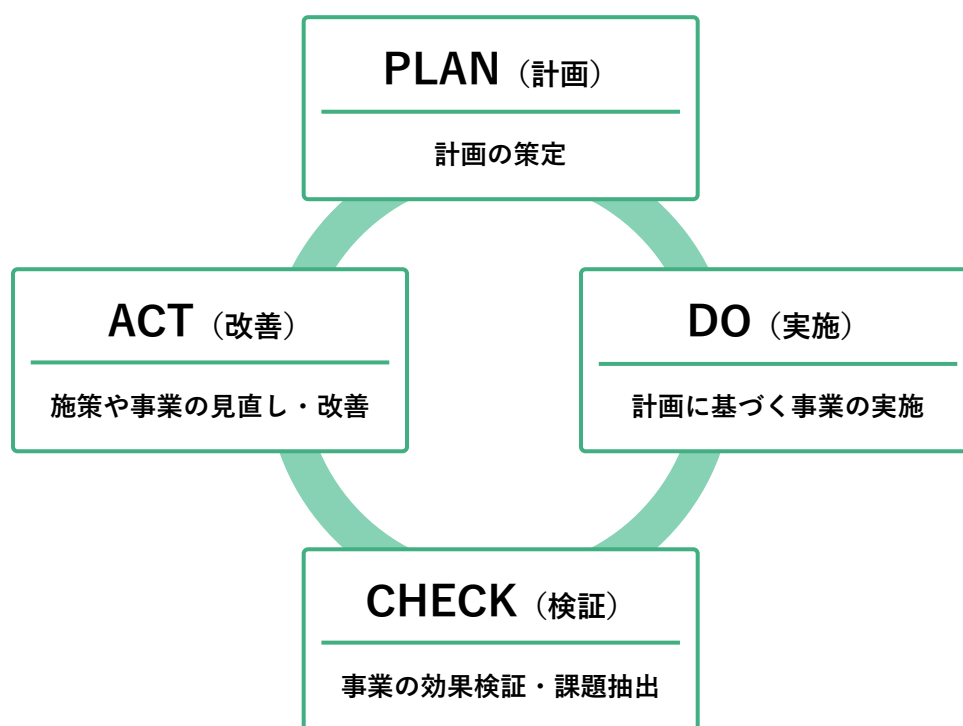 PLAN（計画）
計画の策定
ACT（改善）
施策や事業の見直し・改善
DO（実施）
計画に基づく事業の実施
CHECK（検証）
事業の効果検証・課題抽出